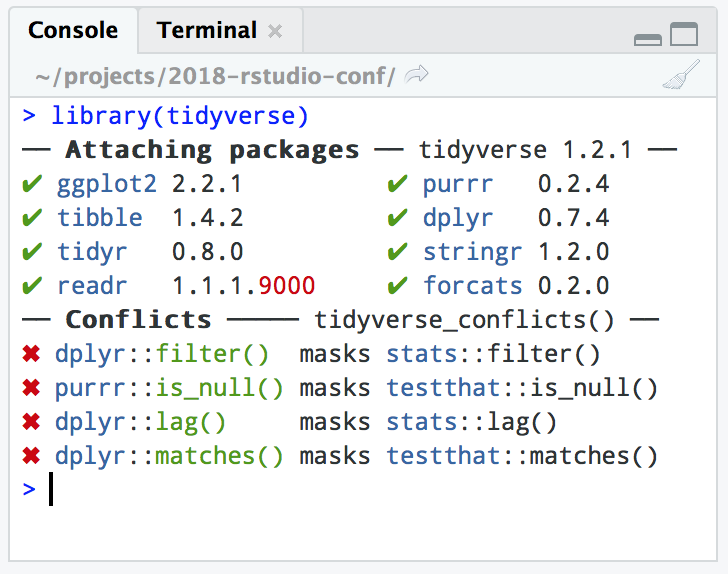 Console Terminal ×
~/projects/2018-rstudio-conf/
> library(tidyverse)
── Attaching packages ── tidyverse 1.2.1 ──
✔ ggplot2 2.2.1     ✔ purrr   0.2.4
✔ tibble  1.4.2     ✔ dplyr   0.7.4
✔ tidyr   0.8.0     ✔ stringr 1.2.0
✔ readr   1.1.1.9000     ✔ forcats 0.2.0
── Conflicts ───── tidyverse_conflicts() ──
✖ dplyr::filter()  masks stats::filter()
✖ purrr::is_null() masks testthat::is_null()
✖ dplyr::lag()     masks stats::lag()
✖ dplyr::matches() masks testthat::matches()
>